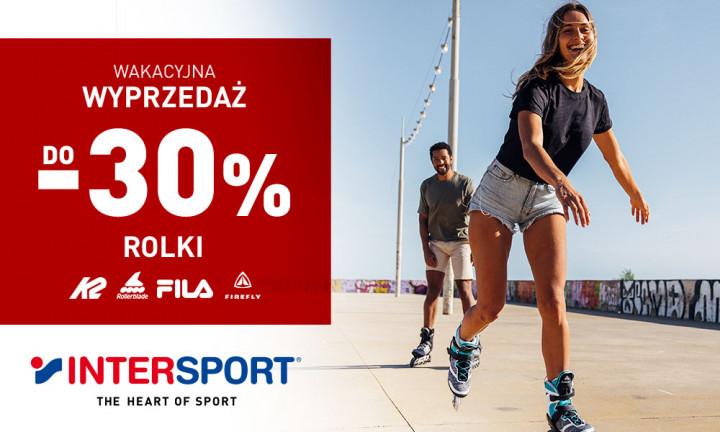 WAKACYJNA
WYPRZEDAŻ
DO
-30%
ROLKI
K2 Rollerblade FILA FIREFLY
INTERSPORT®
THE HEART OF SPORT